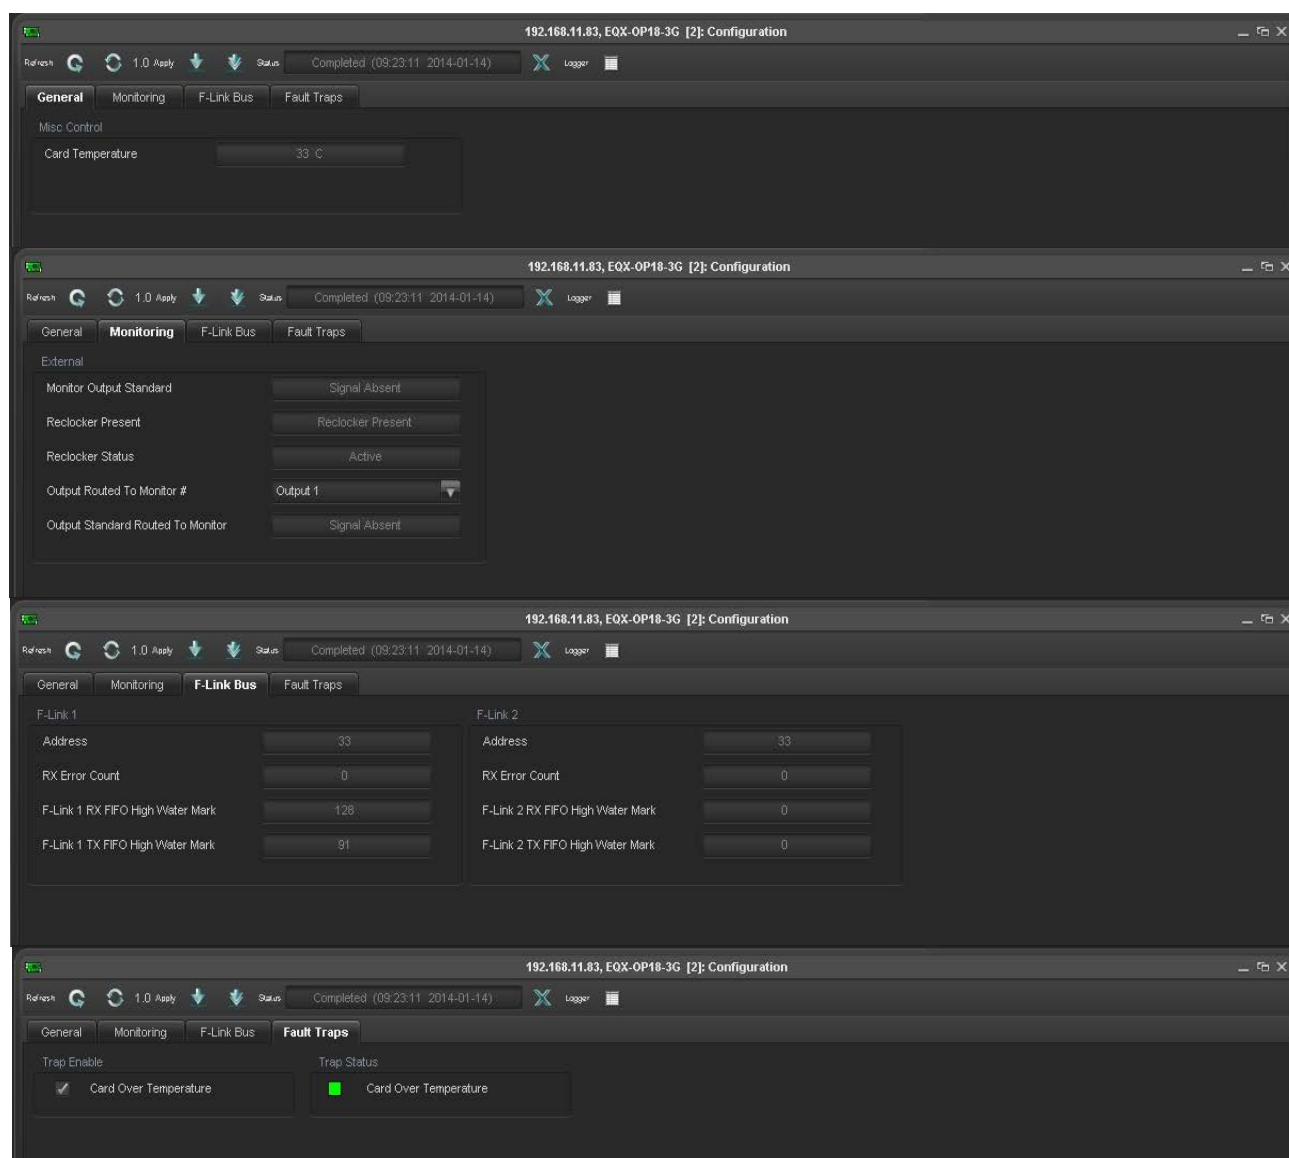 192.168.11.83, EQX-OP18-3G [2]: Configuration
Refresh 1.0 Apply Status Completed (09:23:11 2014-01-14) Logger
General Monitoring F-Link Bus Fault Traps
Misc Control
Card Temperature 33 C
192.168.11.83, EQX-OP18-3G [2]: Configuration
Refresh 1.0 Apply Status Completed (09:23:11 2014-01-14) Logger
General Monitoring F-Link Bus Fault Traps
External
Monitor Output Standard Signal Absent
Reclocker Present Reclocker Present
Reclocker Status Active
Output Routed To Monitor # Output 1
Output Standard Routed To Monitor Signal Absent
192.168.11.83, EQX-OP18-3G [2]: Configuration
Refresh 1.0 Apply Status Completed (09:23:11 2014-01-14) Logger
General Monitoring F-Link Bus Fault Traps
F-Link 1 F-Link 2
Address 33 Address 33
RX Error Count 0 RX Error Count 0
F-Link 1 RX FIFO High Water Mark 128 F-Link 2 RX FIFO High Water Mark 0
F-Link 1 TX FIFO High Water Mark 91 F-Link 2 TX FIFO High Water Mark 0
192.168.11.83, EQX-OP18-3G [2]: Configuration
Refresh 1.0 Apply Status Completed (09:23:11 2014-01-14) Logger
General Monitoring F-Link Bus Fault Traps
Trap Enable Trap Status
Card Over Temperature Card Over Temperature